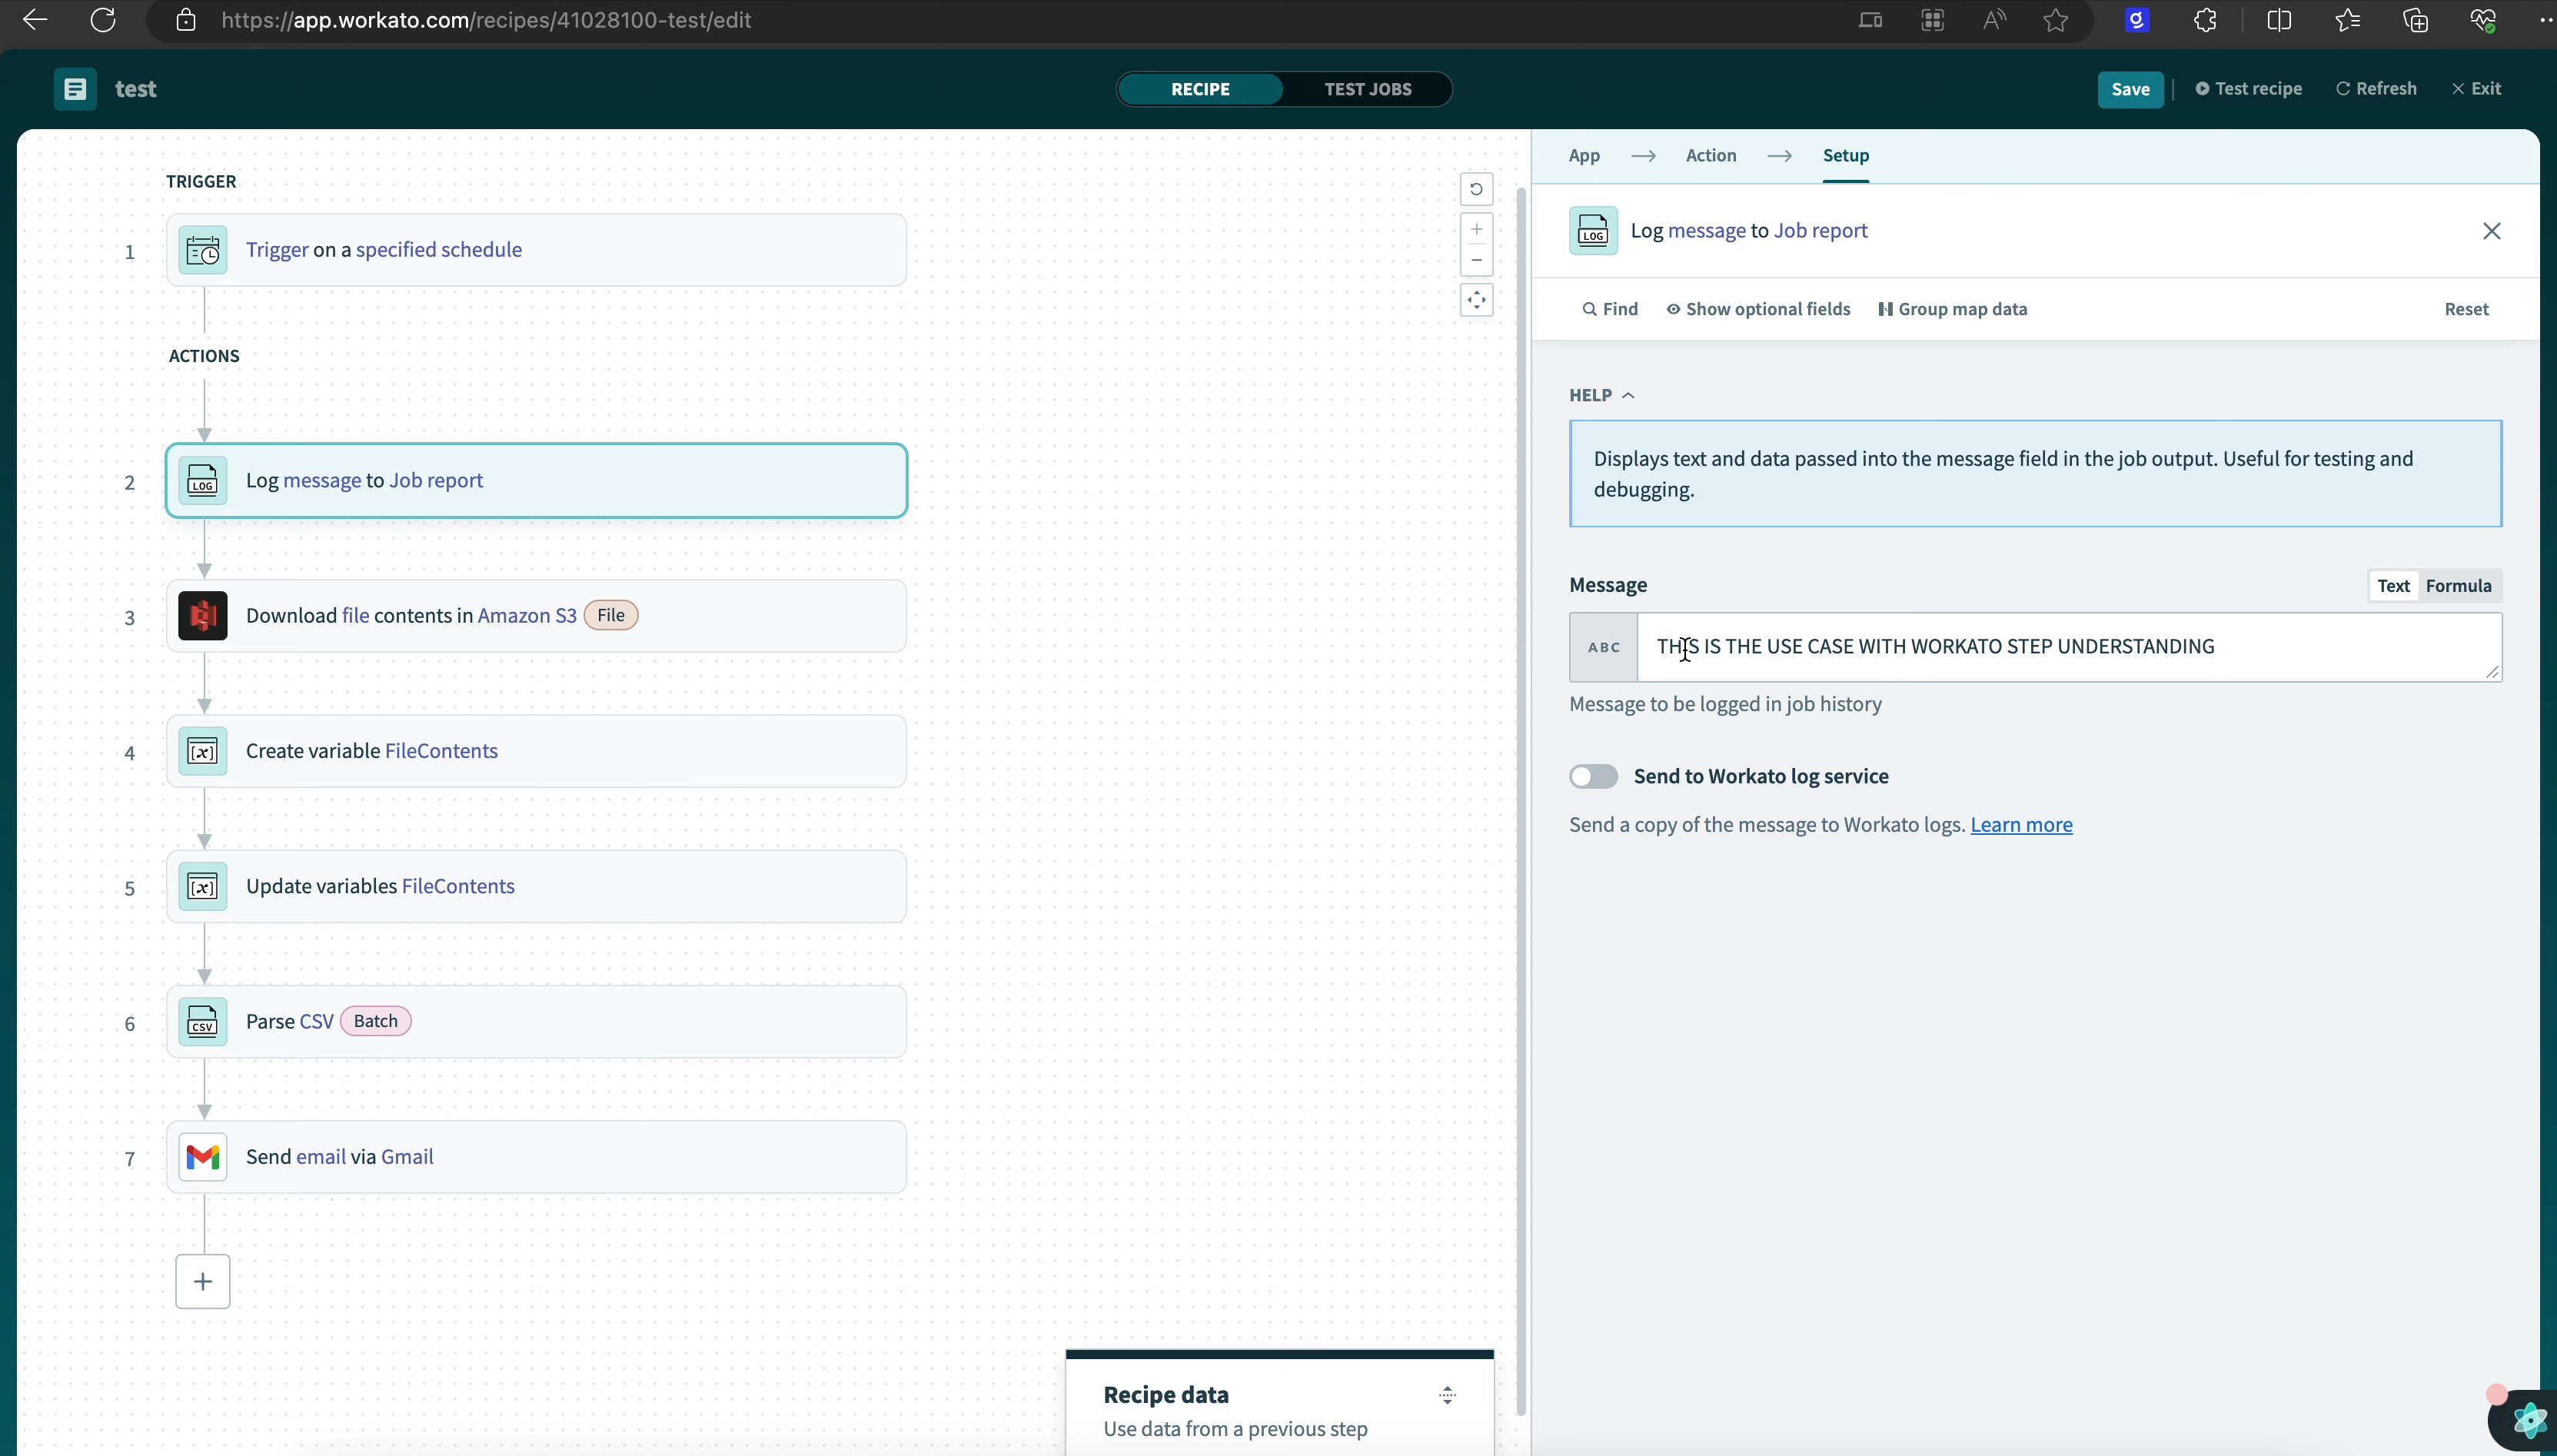 https://app.workato.com/recipes/41028100-test/edit
test
RECIPE
TEST JOBS
Save
Test recipe
Refresh
Exit
TRIGGER
1
Trigger on a specified schedule
ACTIONS
2
LOG
Log message to Job report
3
Download file contents in Amazon S3
File
4
[x]
Create variable FileContents
5
[x]
Update variables FileContents
6
CSV
Parse CSV
Batch
7
Send email via Gmail
+
Recipe data
Use data from a previous step
App
Action
Setup
LOG
Log message to Job report
Find
Show optional fields
Group map data
Reset
HELP
Displays text and data passed into the message field in the job output. Useful for testing and
debugging.
Message
Text
Formula
ABC
THIS IS THE USE CASE WITH WORKATO STEP UNDERSTANDING
Message to be logged in job history
Send to Workato log service
Send a copy of the message to Workato logs. Learn more